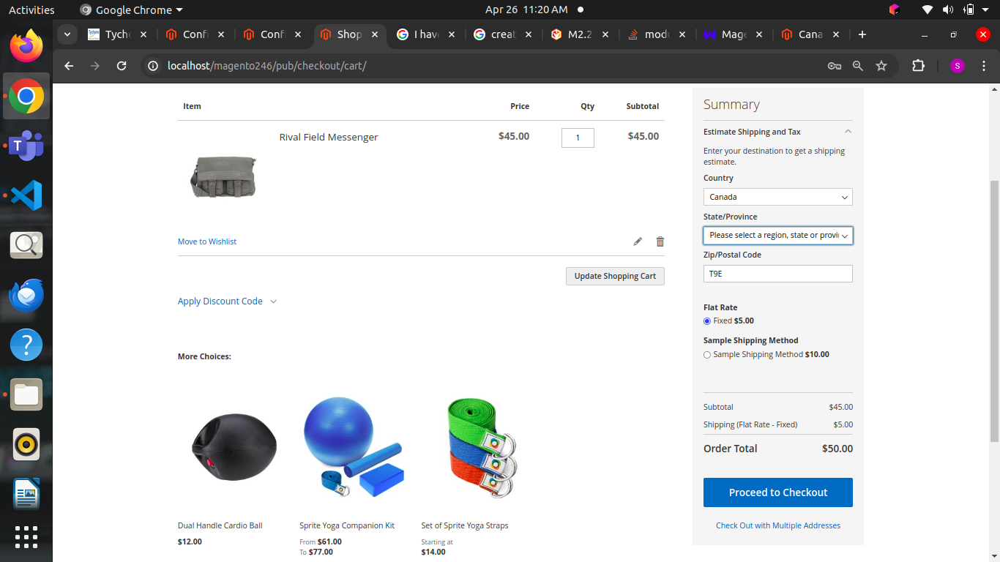 Activities
Google Chrome
Apr 26 11:20 AM
Tycho
Confi
Conf
Shop
I have
creat
M2.2
modu
Mage
Cana
localhost/magento246/pub/checkout/cart/
S
Item Price Qty Subtotal
Rival Field Messenger $45.00 1 $45.00
Move to Wishlist
Update Shopping Cart
Apply Discount Code
More Choices:
Dual Handle Cardio Ball
$12.00
Sprite Yoga Companion Kit
From $61.00
To $77.00
Set of Sprite Yoga Straps
Starting at
$14.00
Summary
Estimate Shipping and Tax
Enter your destination to get a shipping
estimate.
Country
Canada
State/Province
Please select a region, state or provi
Zip/Postal Code
T9E
Flat Rate
Fixed $5.00
Sample Shipping Method
Sample Shipping Method $10.00
Subtotal $45.00
Shipping (Flat Rate - Fixed) $5.00
Order Total $50.00
Proceed to Checkout
Check Out with Multiple Addresses